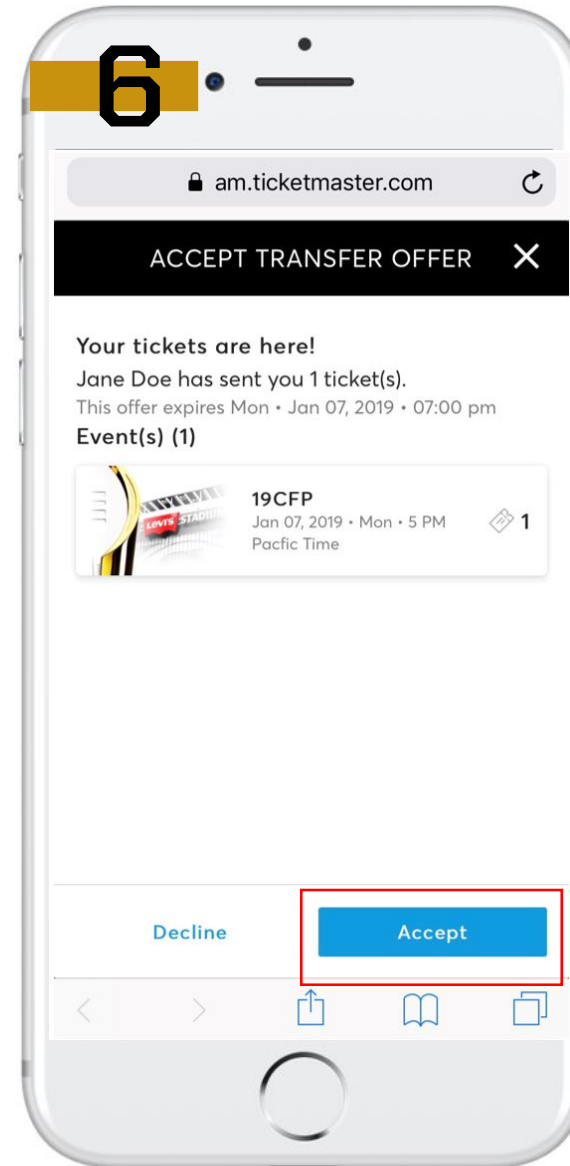 6
am.ticketmaster.com
ACCEPT TRANSFER OFFER
Your tickets are here!
Jane Doe has sent you 1 ticket(s).
This offer expires Mon • Jan 07, 2019 • 07:00 pm
Event(s) (1)
LEVI'S STADIUM
19CFP
Jan 07, 2019 • Mon • 5 PM
Pacfic Time
1
Decline
Accept